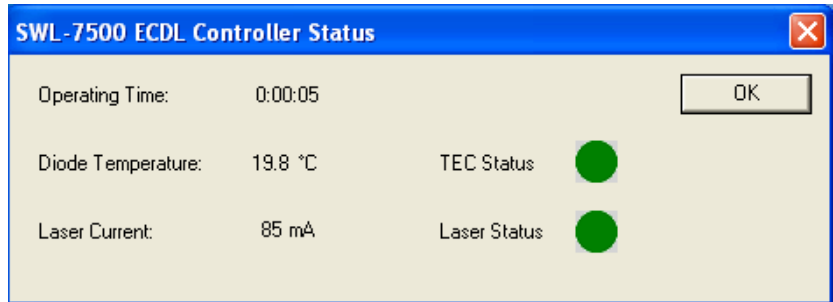 SWL-7500 ECDL Controller Status
Operating Time: 0:00:05 OK
Diode Temperature: 19.8 °C TEC Status
Laser Current: 85 mA Laser Status